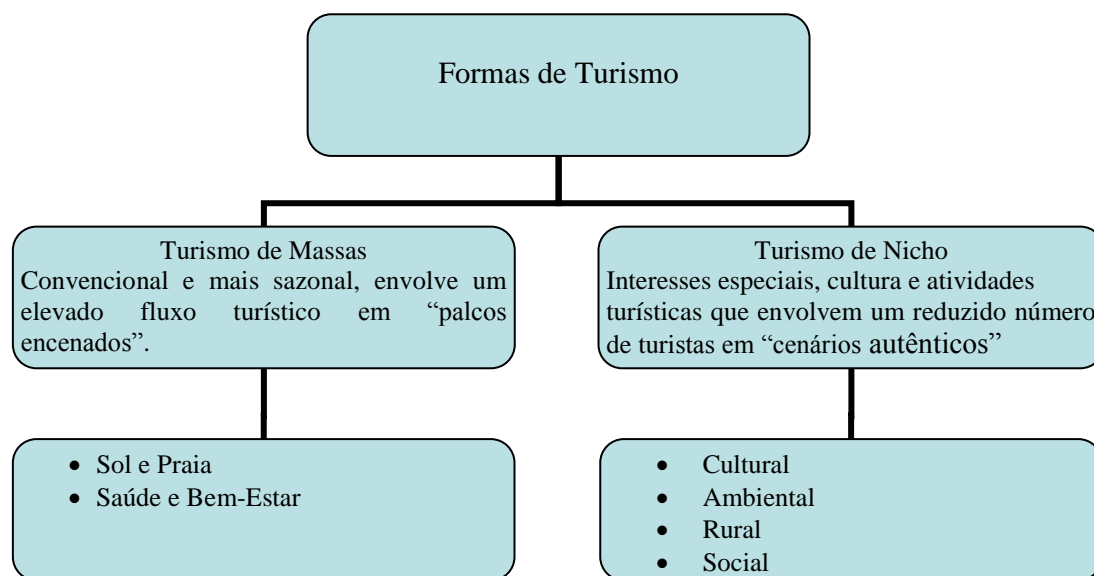 Formas de Turismo
Turismo de Massas
Convencional e mais sazonal, envolve um
elevado fluxo turístico em “palcos
encenados”.
Turismo de Nicho
Interesses especiais, cultura e atividades
turísticas que envolvem um reduzido número
de turistas em “cenários autênticos”
• Sol e Praia
• Saúde e Bem-Estar
• Cultural
• Ambiental
• Rural
• Social